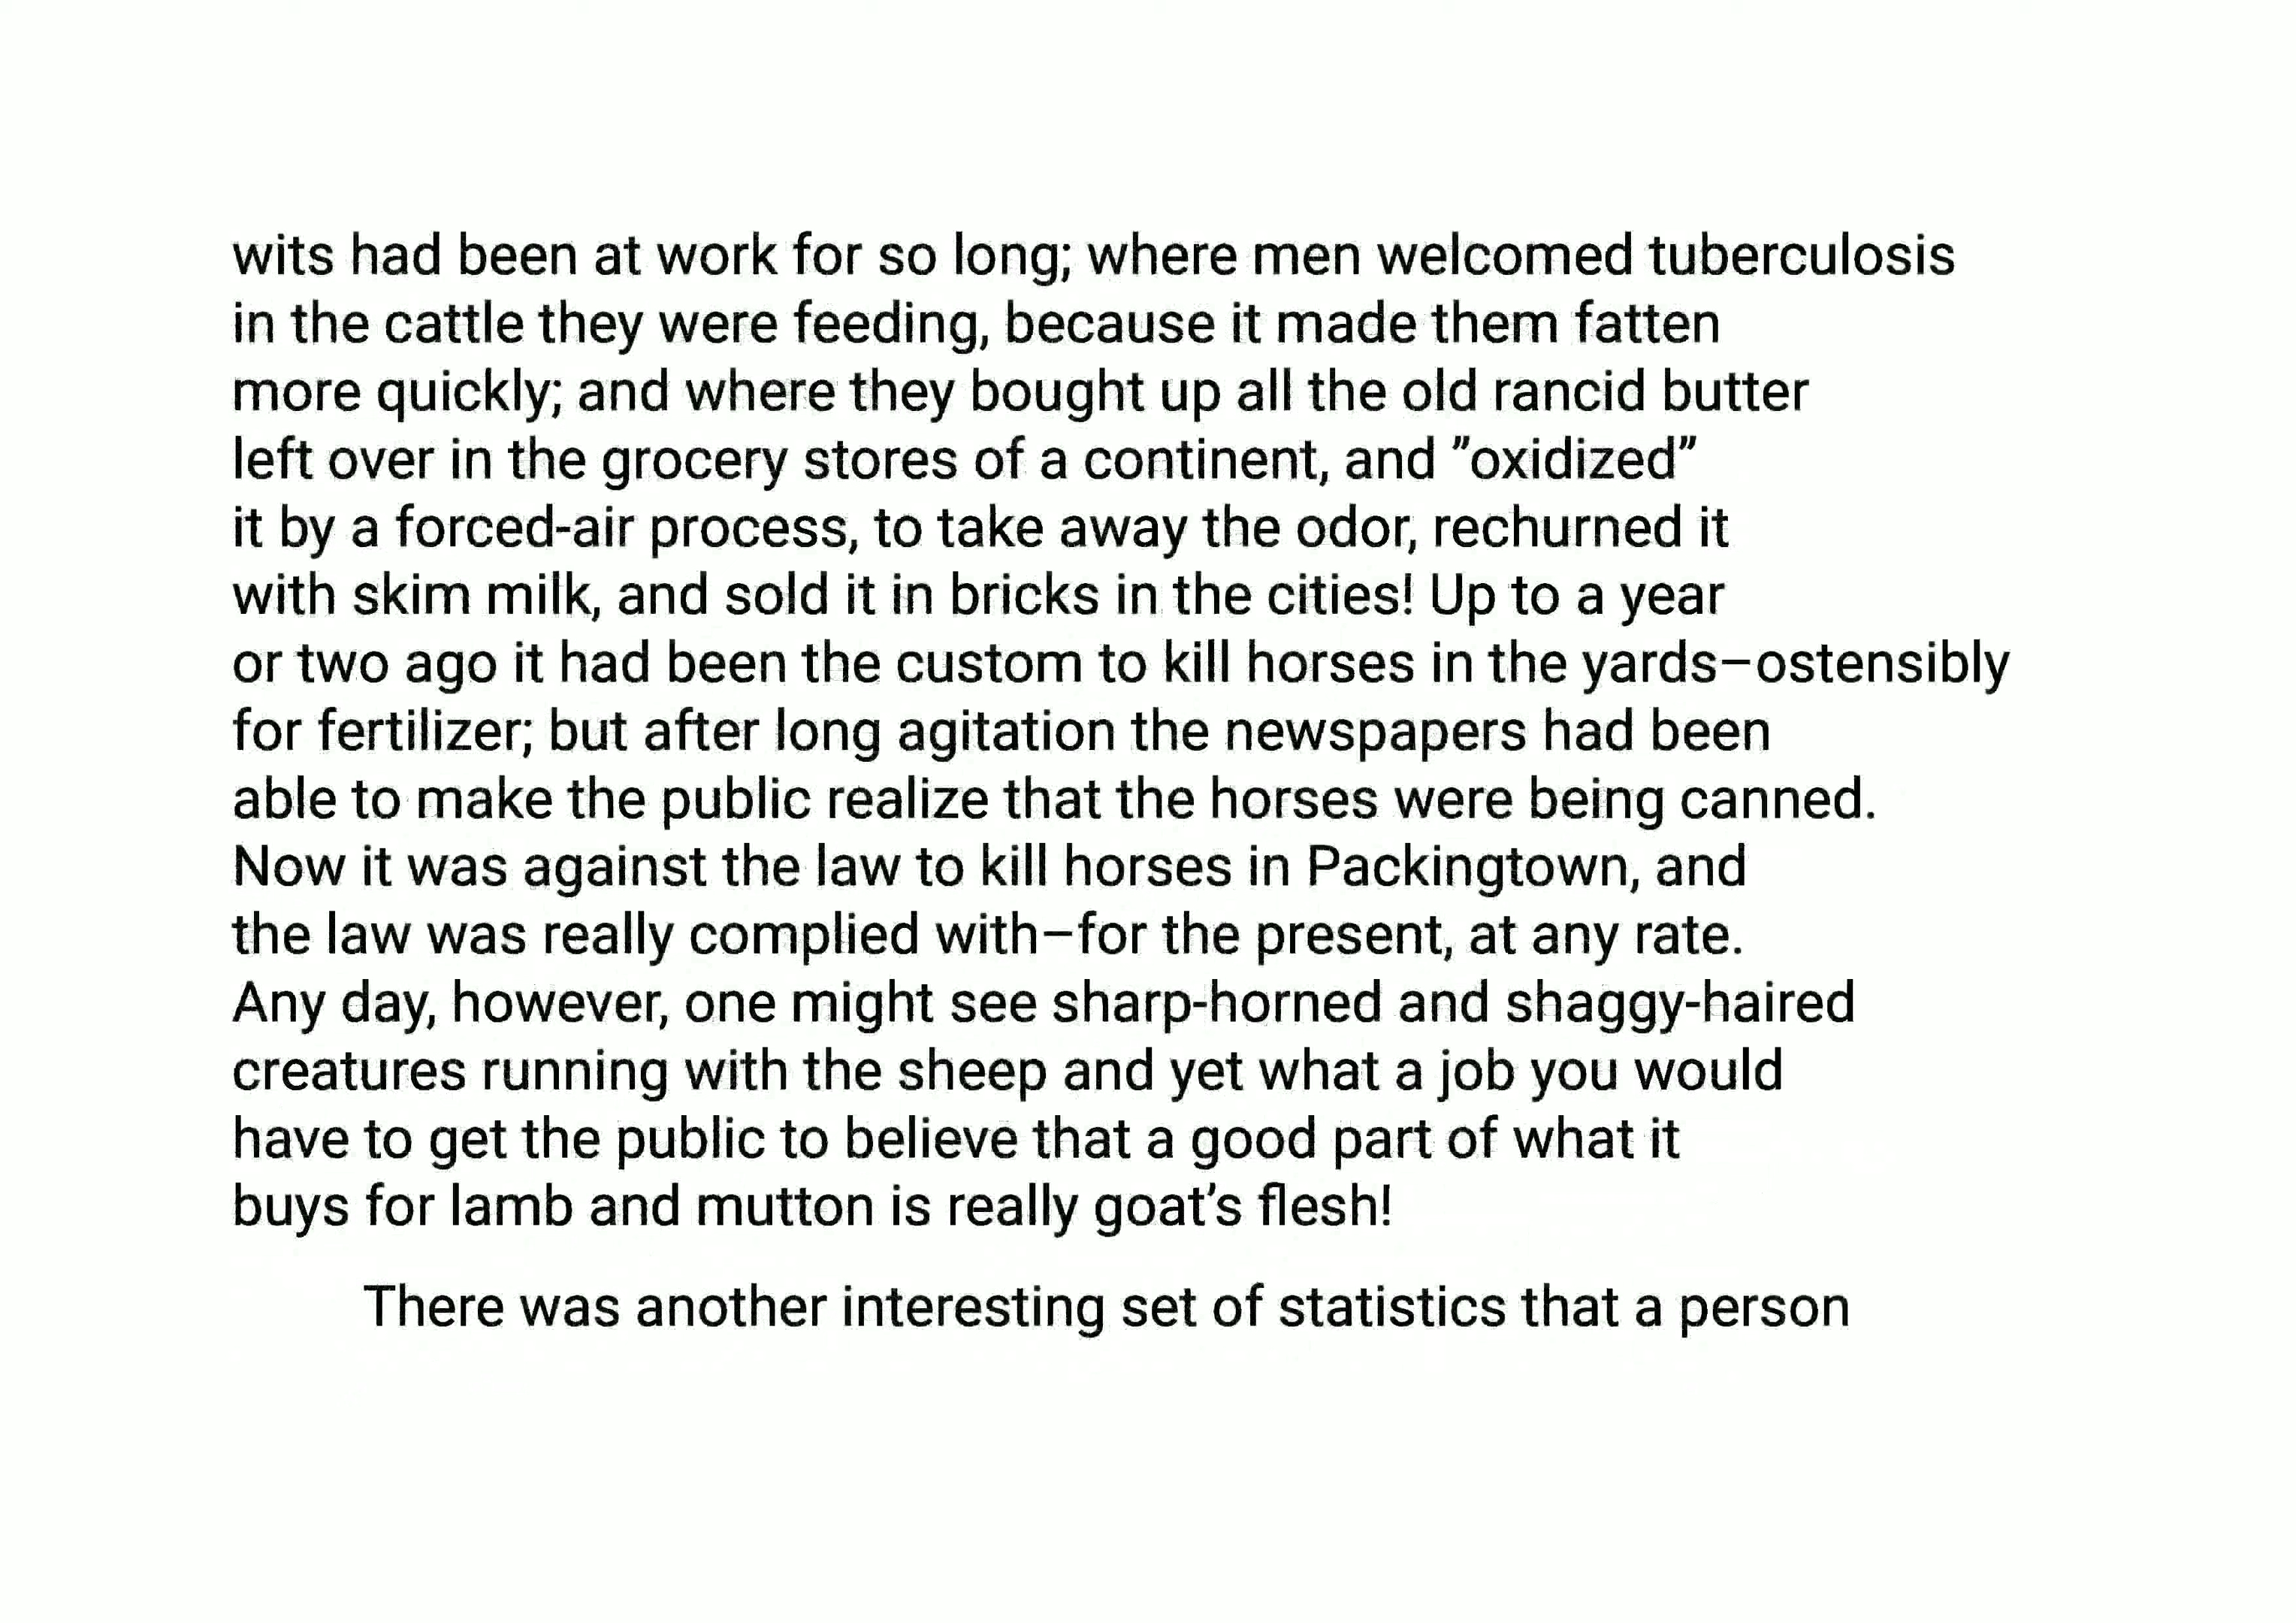 wits had been at work for so long; where men welcomed tuberculosis
in the cattle they were feeding, because it made them fatten
more quickly; and where they bought up all the old rancid butter
left over in the grocery stores of a continent, and ”oxidized”
it by a forced-air process, to take away the odor, rechurned it
with skim milk, and sold it in bricks in the cities! Up to a year
or two ago it had been the custom to kill horses in the yards–ostensibly
for fertilizer; but after long agitation the newspapers had been
able to make the public realize that the horses were being canned.
Now it was against the law to kill horses in Packingtown, and
the law was really complied with–for the present, at any rate.
Any day, however, one might see sharp-horned and shaggy-haired
creatures running with the sheep and yet what a job you would
have to get the public to believe that a good part of what it
buys for lamb and mutton is really goat’s flesh!
There was another interesting set of statistics that a person